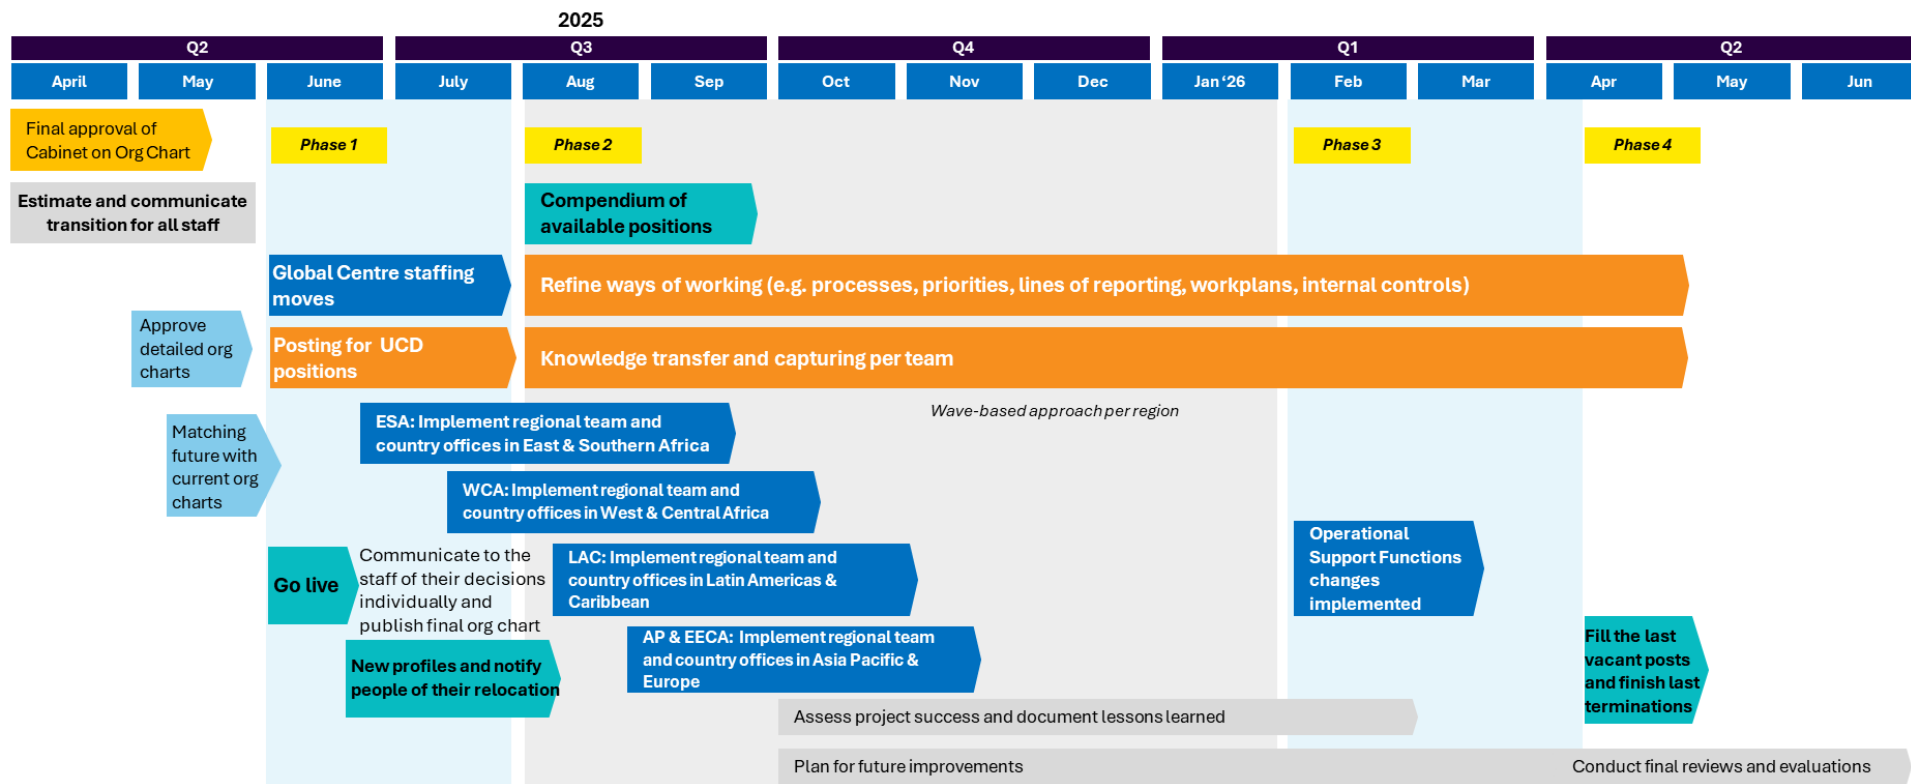 2025
Q2
Q3
Q4
Q1
Q2
April
May
June
July
Aug
Sep
Oct
Nov
Dec
Jan ‘26
Feb
Mar
Apr
May
Jun
Final approval of
Cabinet on Org Chart
Phase 1
Phase 2
Phase 3
Phase 4
Estimate and communicate
transition for all staff
Compendium of
available positions
Global Centre staffing
moves
Refine ways of working (e.g. processes, priorities, lines of reporting, workplans, internal controls)
Approve
detailed org
charts
Posting for UCD
positions
Knowledge transfer and capturing per team
Wave-based approach per region
ESA: Implement regional team and
country offices in East & Southern Africa
Matching
future with
current org
charts
WCA: Implement regional team and
country offices in West & Central Africa
Operational
Support Functions
changes
implemented
Go live
Communicate to the
staff of their decisions
individually and
publish final org chart
LAC: Implement regional team and
country offices in Latin Americas &
Caribbean
AP & EECA: Implement regional team
and country offices in Asia Pacific &
Europe
New profiles and notify
people of their relocation
Fill the last
vacant posts
and finish last
terminations
Assess project success and document lessons learned
Plan for future improvements
Conduct final reviews and evaluations